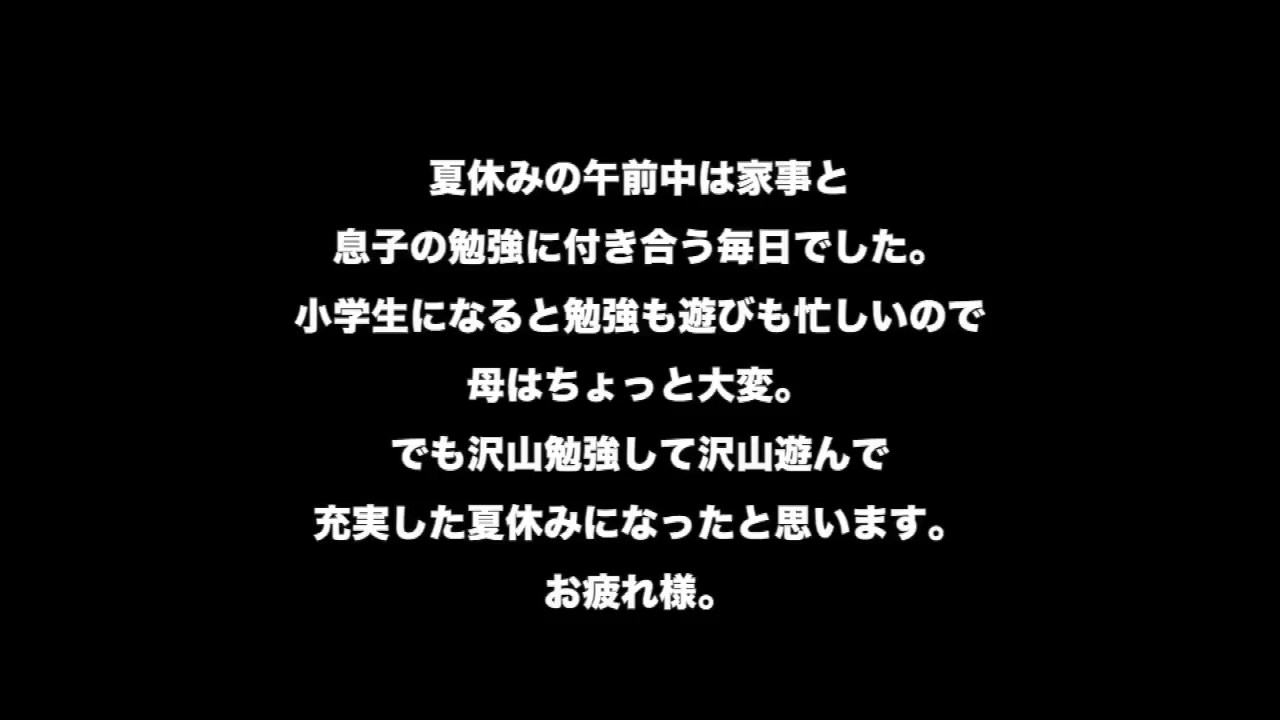 夏休みの午前中は家事と
息子の勉強に付き合う毎日でした。
小学生になると勉強も遊びも忙しいので
母はちょっと大変。
でも沢山勉強して沢山遊んで
充実した夏休みになったと思います。
お疲れ様。